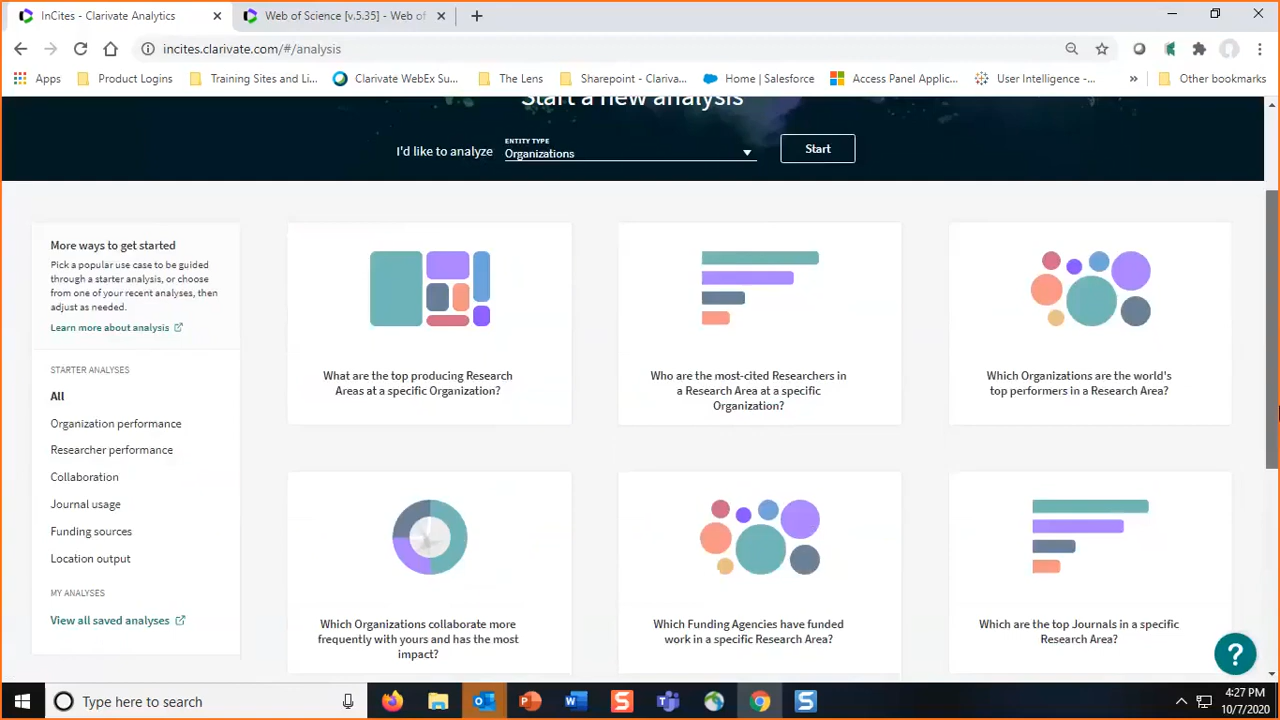 InCites - Clarivate Analytics
Web of Science [v.5.35] - Web of
incites.clarivate.com/#/analysis
Apps
Product Logins
Training Sites and Li...
Clarivate WebEx Su...
The Lens
Sharepoint - Clariva...
Home | Salesforce
Access Panel Applic...
User Intelligence -...
»
Other bookmarks
Start a new analysis
I'd like to analyze
ENTITY TYPE
Organizations
Start
More ways to get started
Pick a popular use case to be guided
through a starter analysis, or choose
from one of your recent analyses, then
adjust as needed.
Learn more about analysis
STARTER ANALYSES
All
Organization performance
Researcher performance
Collaboration
Journal usage
Funding sources
Location output
MY ANALYSES
View all saved analyses
What are the top producing Research
Areas at a specific Organization?
Who are the most-cited Researchers in
a Research Area at a specific
Organization?
Which Organizations are the world's
top performers in a Research Area?
Which Organizations collaborate more
frequently with yours and has the most
impact?
Which Funding Agencies have funded
work in a specific Research Area?
Which are the top Journals in a specific
Research Area?
?
Type here to search
4:27 PM
10/7/2020